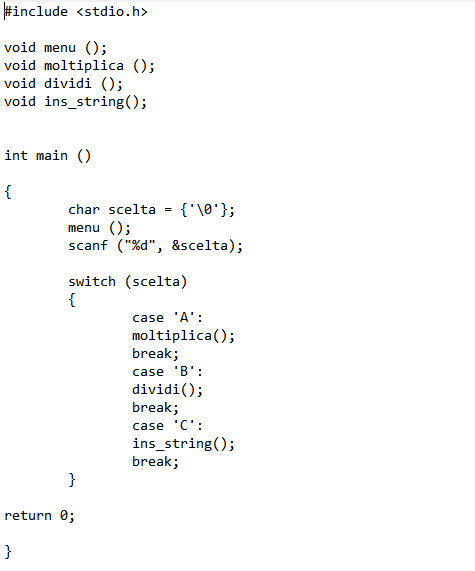 #include <stdio.h>
void menu ();
void moltiplica ();
void dividi ();
void ins_string();
int main ()
{
char scelta = {'\0'};
menu ();
scanf ("%d", &scelta);
switch (scelta)
{
case 'A':
moltiplica();
break;
case 'B':
dividi();
break;
case 'C':
ins_string();
break;
}
return 0;
}